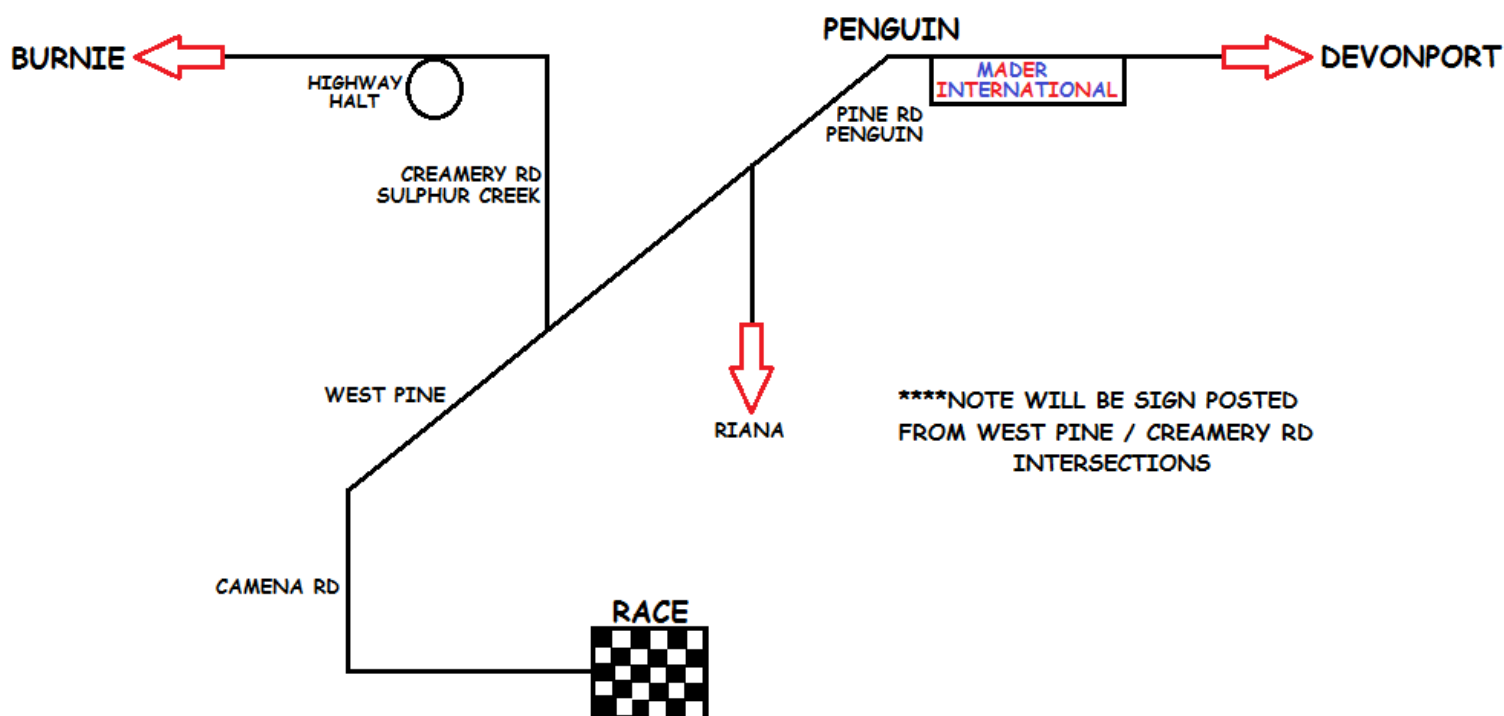 PENGUIN
BURNIE
DEVONPORT
HIGHWAY
HALT
MADER
INTERNATIONAL
PINE RD
PENGUIN
CREAMERY RD
SULPHUR CREEK
WEST PINE
RIANA
****NOTE WILL BE SIGN POSTED
FROM WEST PINE / CREAMERY RD
INTERSECTIONS
CAMENA RD
RACE